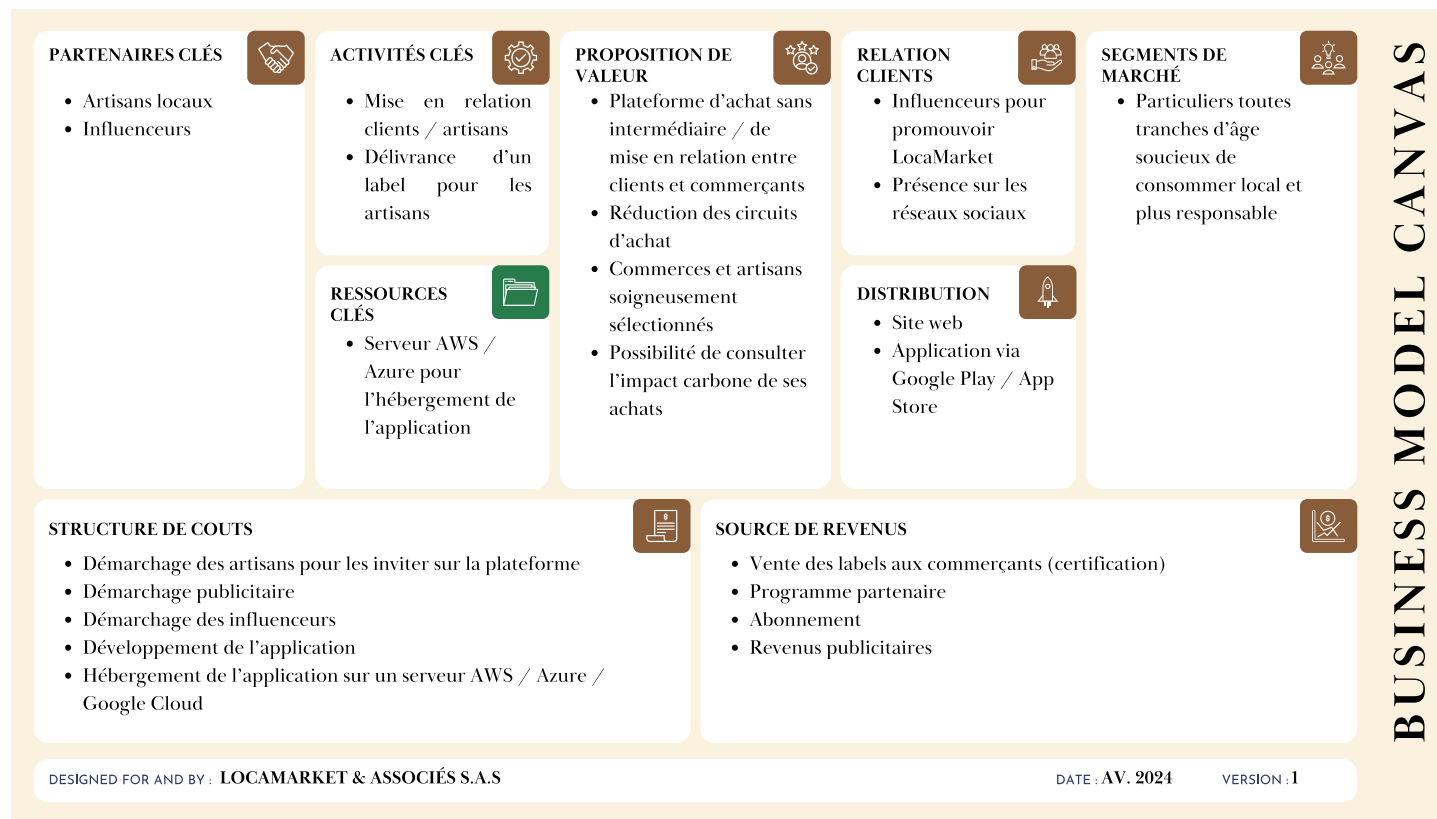 PARTENAIRES CLÉS
• Artisans locaux
• Influenceurs
ACTIVITÉS CLÉS
• Mise en relation
clients / artisans
• Délivrance d’un
label pour les
artisans
RESSOURCES
CLÉS
• Serveur AWS /
Azure pour
l’hébergement de
l’application
PROPOSITION DE
VALEUR
• Plateforme d’achat sans
intermédiaire / de
mise en relation entre
clients et commerçants
• Réduction des circuits
d’achat
• Commerces et artisans
soigneusement
sélectionnés
• Possibilité de consulter
l’impact carbone de ses
achats
RELATION
CLIENTS
• Influenceurs pour
promouvoir
LocaMarket
• Présence sur les
réseaux sociaux
DISTRIBUTION
• Site web
• Application via
Google Play / App
Store
SEGMENTS DE
MARCHÉ
• Particuliers toutes
tranches d’âge
soucieux de
consommer local et
plus responsable
STRUCTURE DE COUTS
• Démarchage des artisans pour les inviter sur la plateforme
• Démarchage publicitaire
• Démarchage des influenceurs
• Développement de l’application
• Hébergement de l’application sur un serveur AWS / Azure /
Google Cloud
SOURCE DE REVENUS
• Vente des labels aux commerçants (certification)
• Programme partenaire
• Abonnement
• Revenus publicitaires
DESIGNED FOR AND BY : LOCAMARKET & ASSOCIÉS S.A.S
DATE : AV. 2024
VERSION : 1
BUSINESS MODEL CANVAS